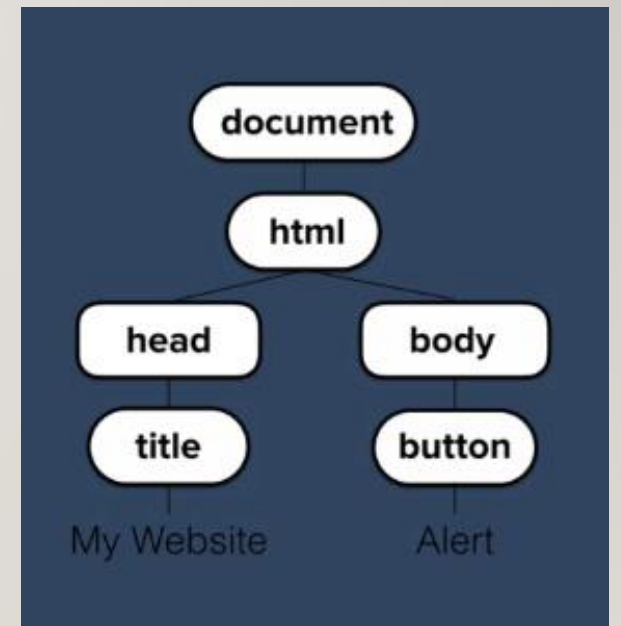 document
html
head
body
title
button
My Website
Alert